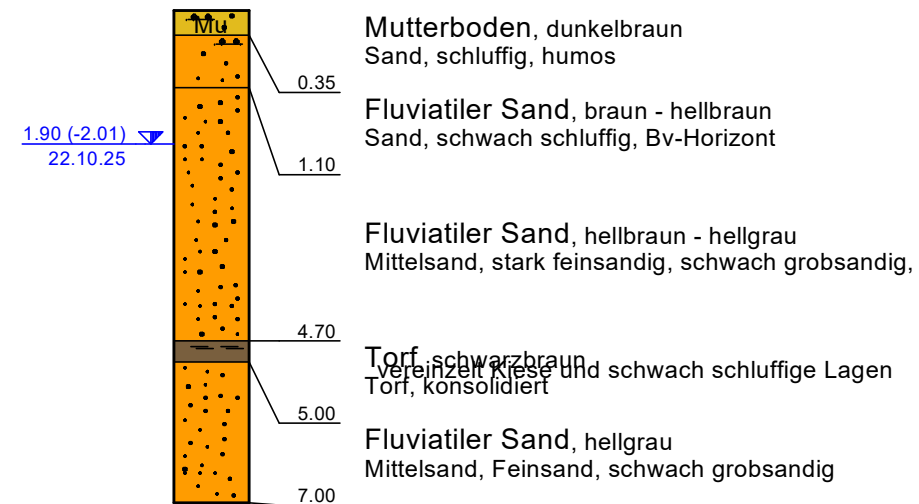 Mu
Mutterboden, dunkelbraun
Sand, schluffig, humos
0.35
Fluviatiler Sand, braun - hellbraun
Sand, schwach schluffig, Bv-Horizont
1.90 (-2.01)
22.10.25
1.10
Fluviatiler Sand, hellbraun - hellgrau
Mittelsand, stark feinsandig, schwach grobsandig,
4.70
Torf, schwarzbraun
vereinzelt Kiese und schwach schluffige Lagen
Torf, konsolidiert
5.00
Fluviatiler Sand, hellgrau
Mittelsand, Feinsand, schwach grobsandig
7.00